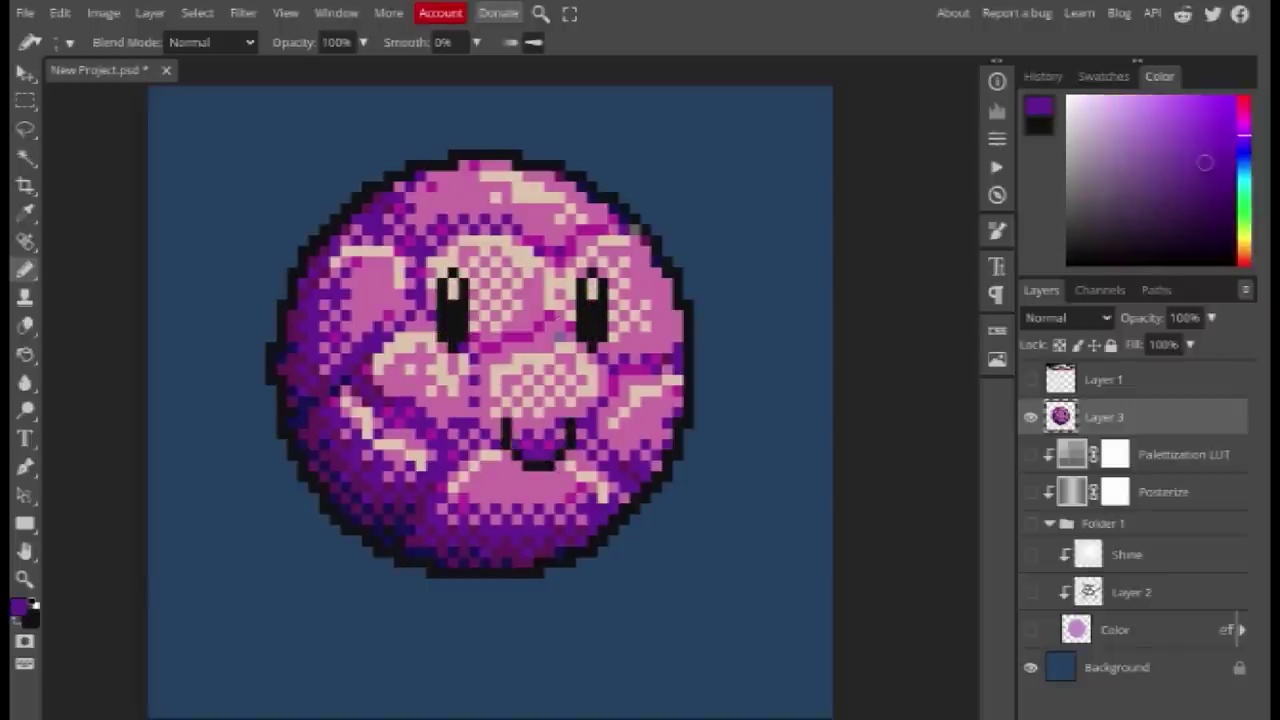 File Edit Image Layer Select Filter View Window More Account Donate About Report a bug Learn Blog API
Blend Mode: Normal Opacity: 100% Smooth: 0%
New Project.psd *
History Swatches Color
Layers Channels Paths
Normal Opacity: 100%
Lock: Fill: 100%
Layer 1
Layer 3
Palettization LUT
Posterize
Folder 1
Shine
Layer 2
Color eff
Background